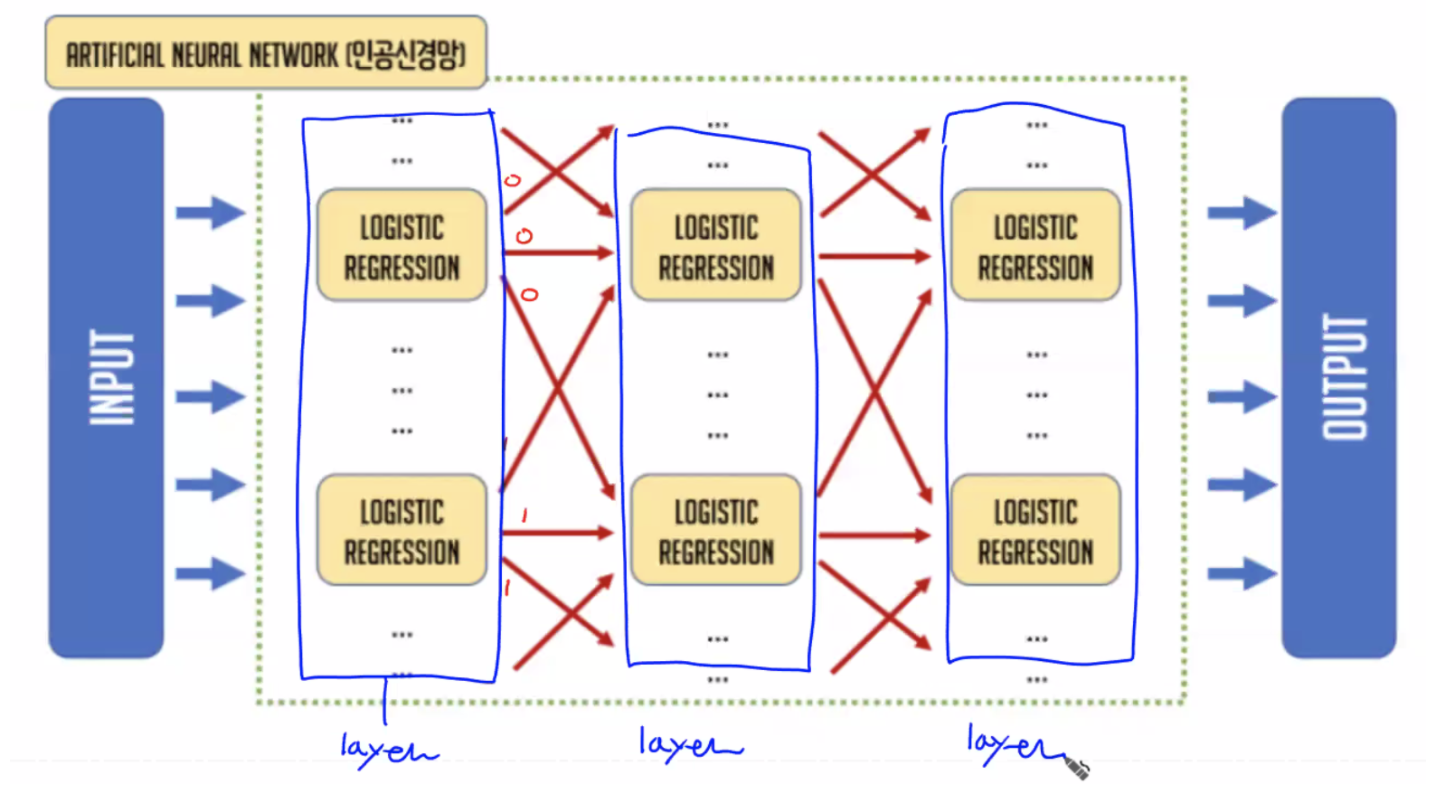 ARTIFICIAL NEURAL NETWORK (인공신경망)
INPUT
...
...
LOGISTIC
REGRESSION
...
...
...
LOGISTIC
REGRESSION
...
...
layer
0
0
0
1
1
1
...
...
LOGISTIC
REGRESSION
...
...
...
LOGISTIC
REGRESSION
...
...
layer
...
...
LOGISTIC
REGRESSION
...
...
...
LOGISTIC
REGRESSION
...
...
layer
OUTPUT